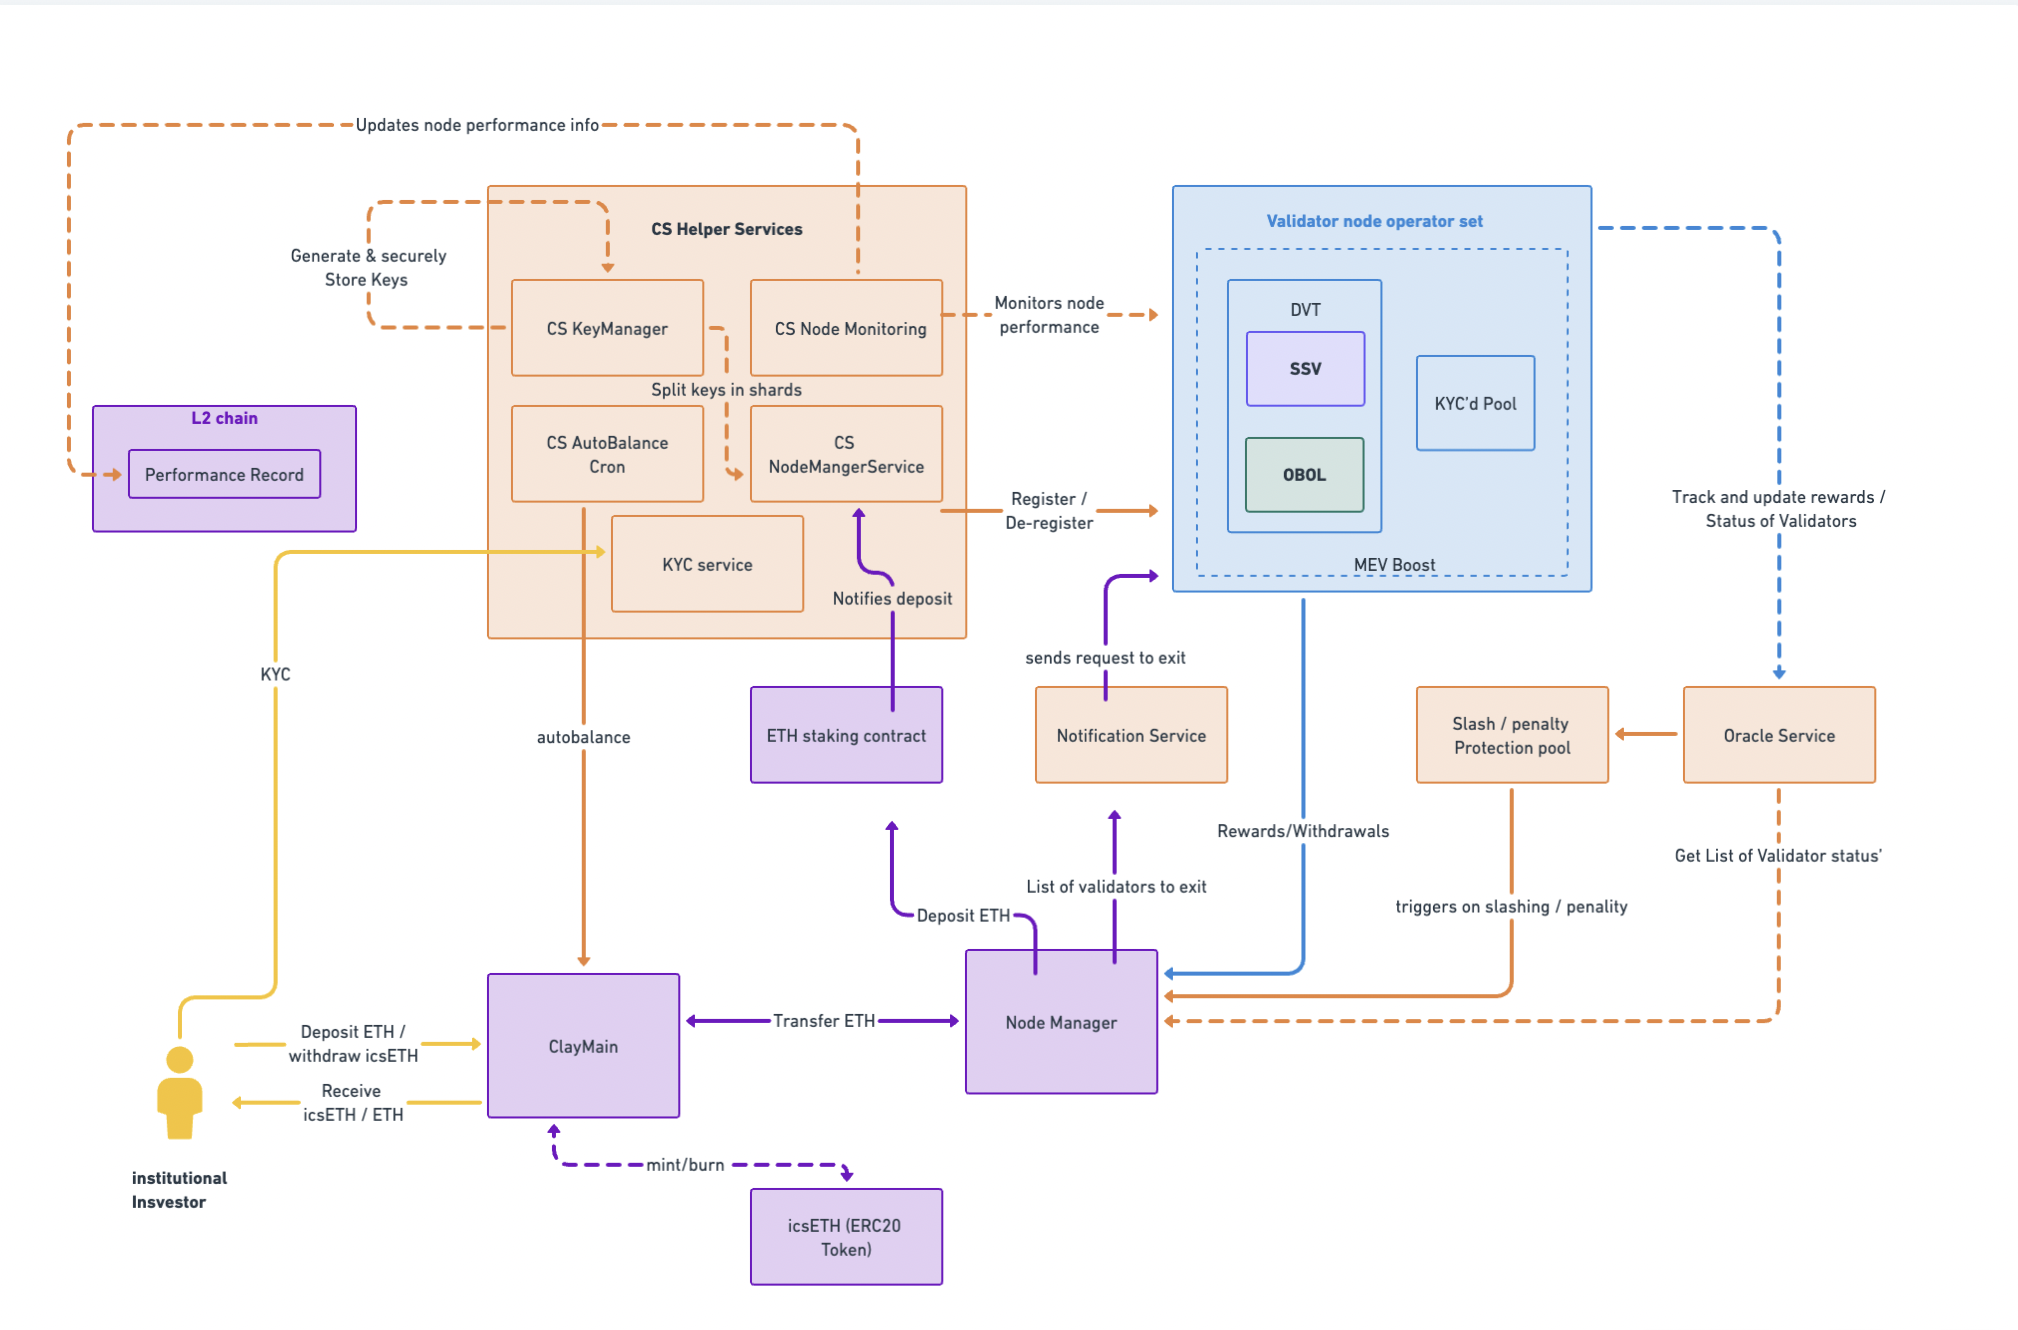 Updates node performance info
CS Helper Services
Validator node operator set
Generate & securely
Store Keys
CS KeyManager
CS Node Monitoring
Monitors node
performance
DVT
SSV
KYC'd Pool
OBOL
MEV Boost
Split keys in shards
L2 chain
Performance Record
CS AutoBalance
Cron
CS
NodeMangerService
Register /
De-register
Track and update rewards /
Status of Validators
KYC service
Notifies deposit
KYC
sends request to exit
autobalance
ETH staking contract
Notification Service
Slash / penalty
Protection pool
Oracle Service
Rewards/Withdrawals
Get List of Validator status’
List of validators to exit
triggers on slashing / penality
Deposit ETH
Deposit ETH /
withdraw icsETH
ClayMain
Transfer ETH
Node Manager
Receive
icsETH / ETH
mint/burn
institutional
Insvestor
icsETH (ERC20
Token)